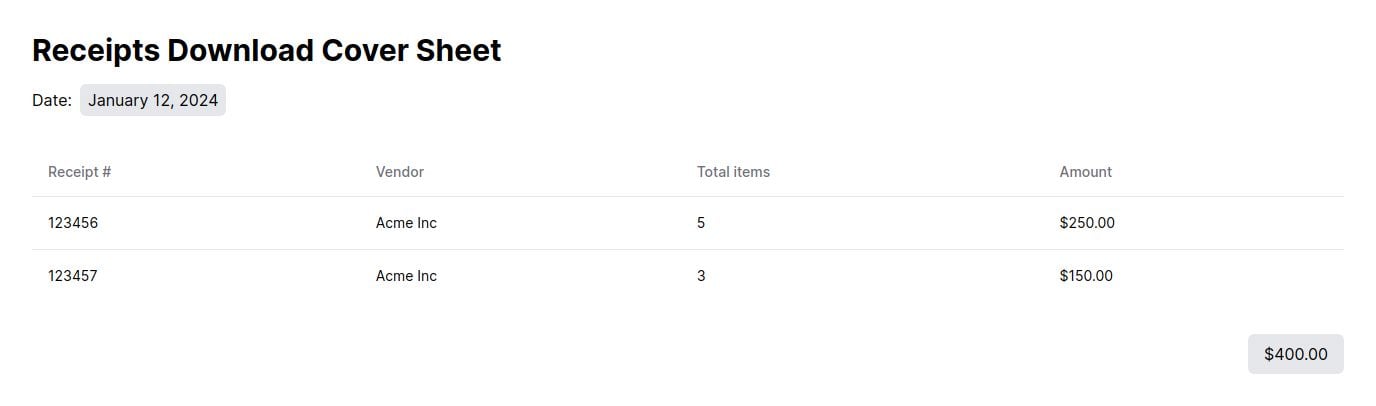 Receipts Download Cover Sheet
Date: January 12, 2024
Receipt # Vendor Total items Amount
123456 Acme Inc 5 $250.00
123457 Acme Inc 3 $150.00
$400.00